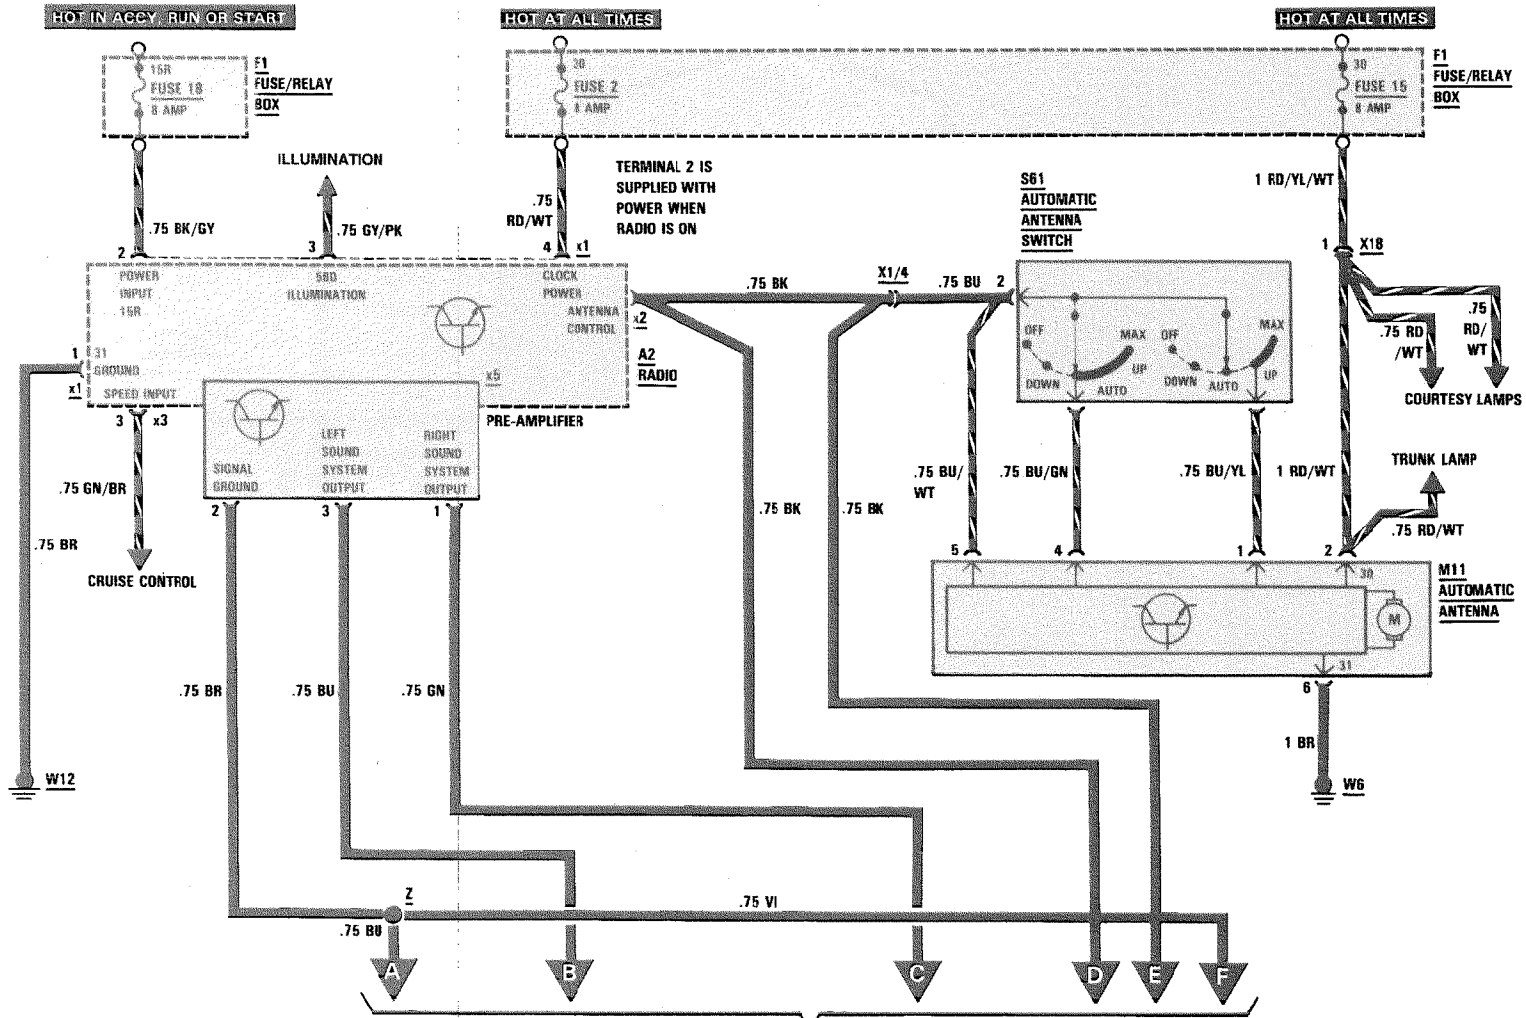 HOT IN ACCY, RUN OR START
HOT AT ALL TIMES
HOT AT ALL TIMES
15R
FUSE 18
8 AMP
F1
FUSE/RELAY
BOX
30
FUSE 2
8 AMP
30
FUSE 15
8 AMP
F1
FUSE/RELAY
BOX
ILLUMINATION
TERMINAL 2 IS
SUPPLIED WITH
POWER WHEN
RADIO IS ON
.75 BK/GY
.75 GY/PK
.75
RD/WT
S61
AUTOMATIC
ANTENNA
SWITCH
1 RD/YL/WT
2
3
4
x1
1
X18
POWER
INPUT
15R
58D
ILLUMINATION
CLOCK
POWER
ANTENNA
CONTROL
x2
.75 BK
X1/4
.75 BU
2
OFF
MAX
DOWN
UP
AUTO
OFF
MAX
DOWN
AUTO
UP
.75 RD
/WT
.75
RD/
WT
COURTESY LAMPS
1
x1
31
GROUND
SPEED INPUT
x5
A2
RADIO
3
x3
PRE-AMPLIFIER
SIGNAL
GROUND
LEFT
SOUND
SYSTEM
OUTPUT
RIGHT
SOUND
SYSTEM
OUTPUT
2
3
1
.75 GN/BR
.75 BR
CRUISE CONTROL
.75 BK
.75 BK
.75 BU/
WT
.75 BU/GN
.75 BU/YL
1 RD/WT
TRUNK LAMP
.75 RD/WT
5
4
1
2
30
M11
AUTOMATIC
ANTENNA
M
31
6
1 BR
W6
.75 BR
.75 BU
.75 GN
W12
Z
.75 VI
.75 BU
A
B
C
D
E
F